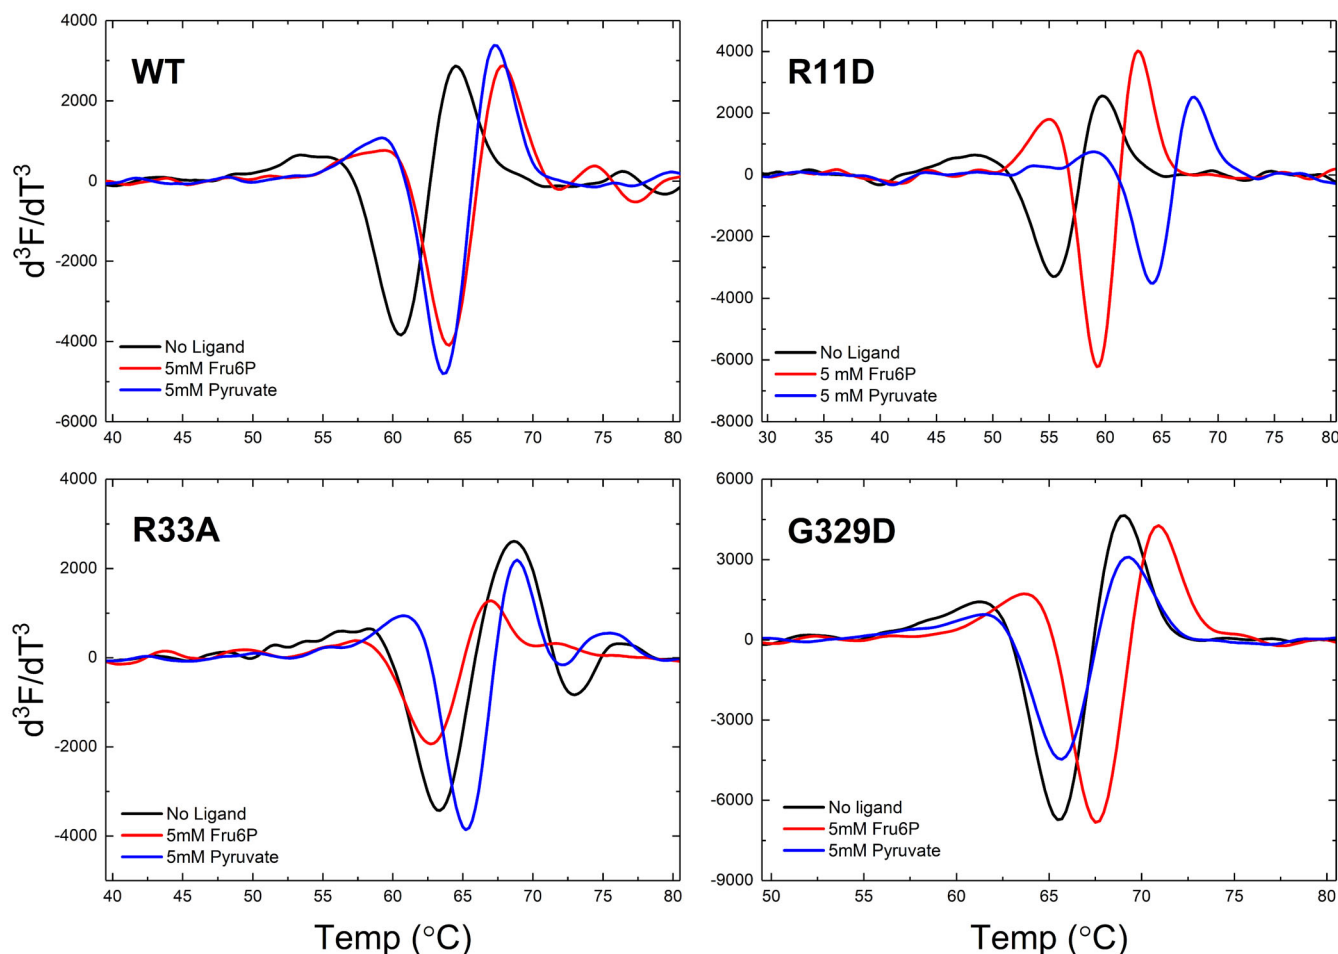 WT
d³F/dT³
4000
2000
0
-2000
-4000
-6000
No Ligand
5mM Fru6P
5mM Pyruvate
40 45 50 55 60 65 70 75 80
R11D
4000
2000
0
-2000
-4000
-6000
-8000
No Ligand
5 mM Fru6P
5 mM Pyruvate
30 35 40 45 50 55 60 65 70 75 80
R33A
d³F/dT³
4000
2000
0
-2000
-4000
No Ligand
5mM Fru6P
5mM Pyruvate
40 45 50 55 60 65 70 75 80
Temp (°C)
G329D
6000
3000
0
-3000
-6000
-9000
No ligand
5mM Fru6P
5mM Pyruvate
50 55 60 65 70 75 80
Temp (°C)